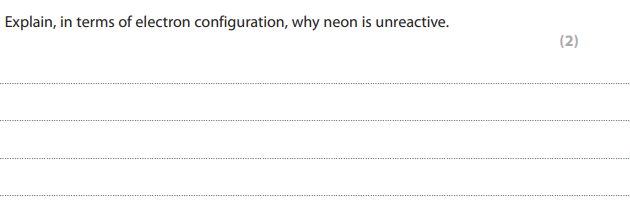 Explain, in terms of electron configuration, why neon is unreactive.
(2)